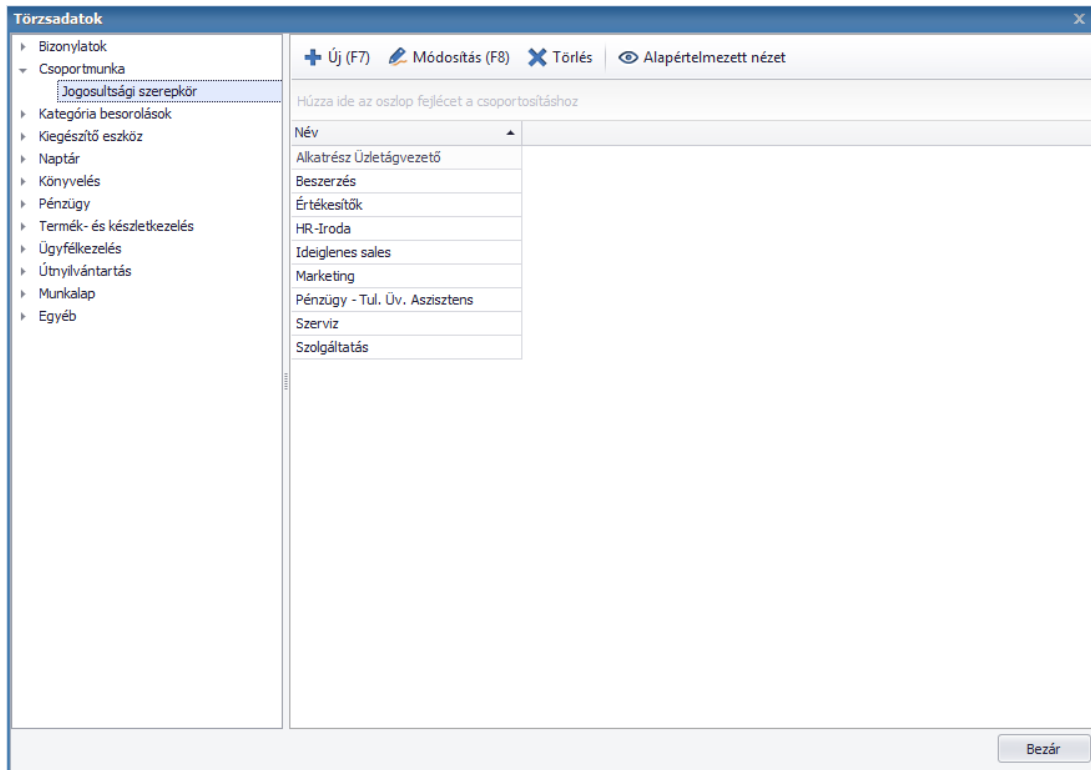 Törzsadatok
Bizonylatok
Csoportmunka
Jogosultsági szerepkör
Kategória besorolások
Kiegészítő eszköz
Naptár
Könyvelés
Pénzügy
Termék- és készletkezelés
Ügyfélkezelés
Útnyilvántartás
Munkalap
Egyéb
Új (F7) Módosítás (F8) Törlés Alapértelmezett nézet
Húzza ide az oszlop fejlécet a csoportosításhoz
Név
Alkatrész Üzletágvezető
Beszerzés
Értékesítők
HR-Iroda
Ideiglenes sales
Marketing
Pénzügy - Tul. Üv. Aszisztens
Szerviz
Szolgáltatás
Bezár